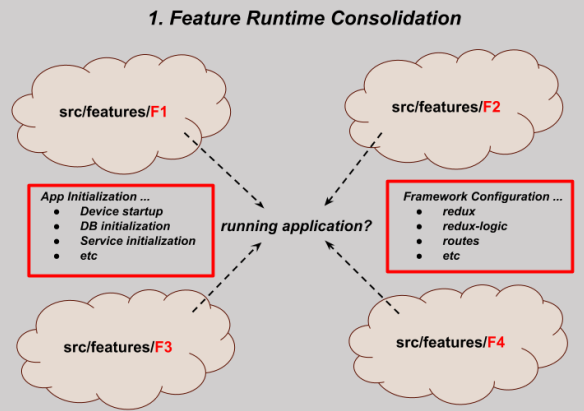 1. Feature Runtime Consolidation
src/features/F1
src/features/F2
App Initialization ...
● Device startup
● DB initialization
● Service initialization
● etc
running application?
Framework Configuration ...
● redux
● redux-logic
● routes
● etc
src/features/F3
src/features/F4